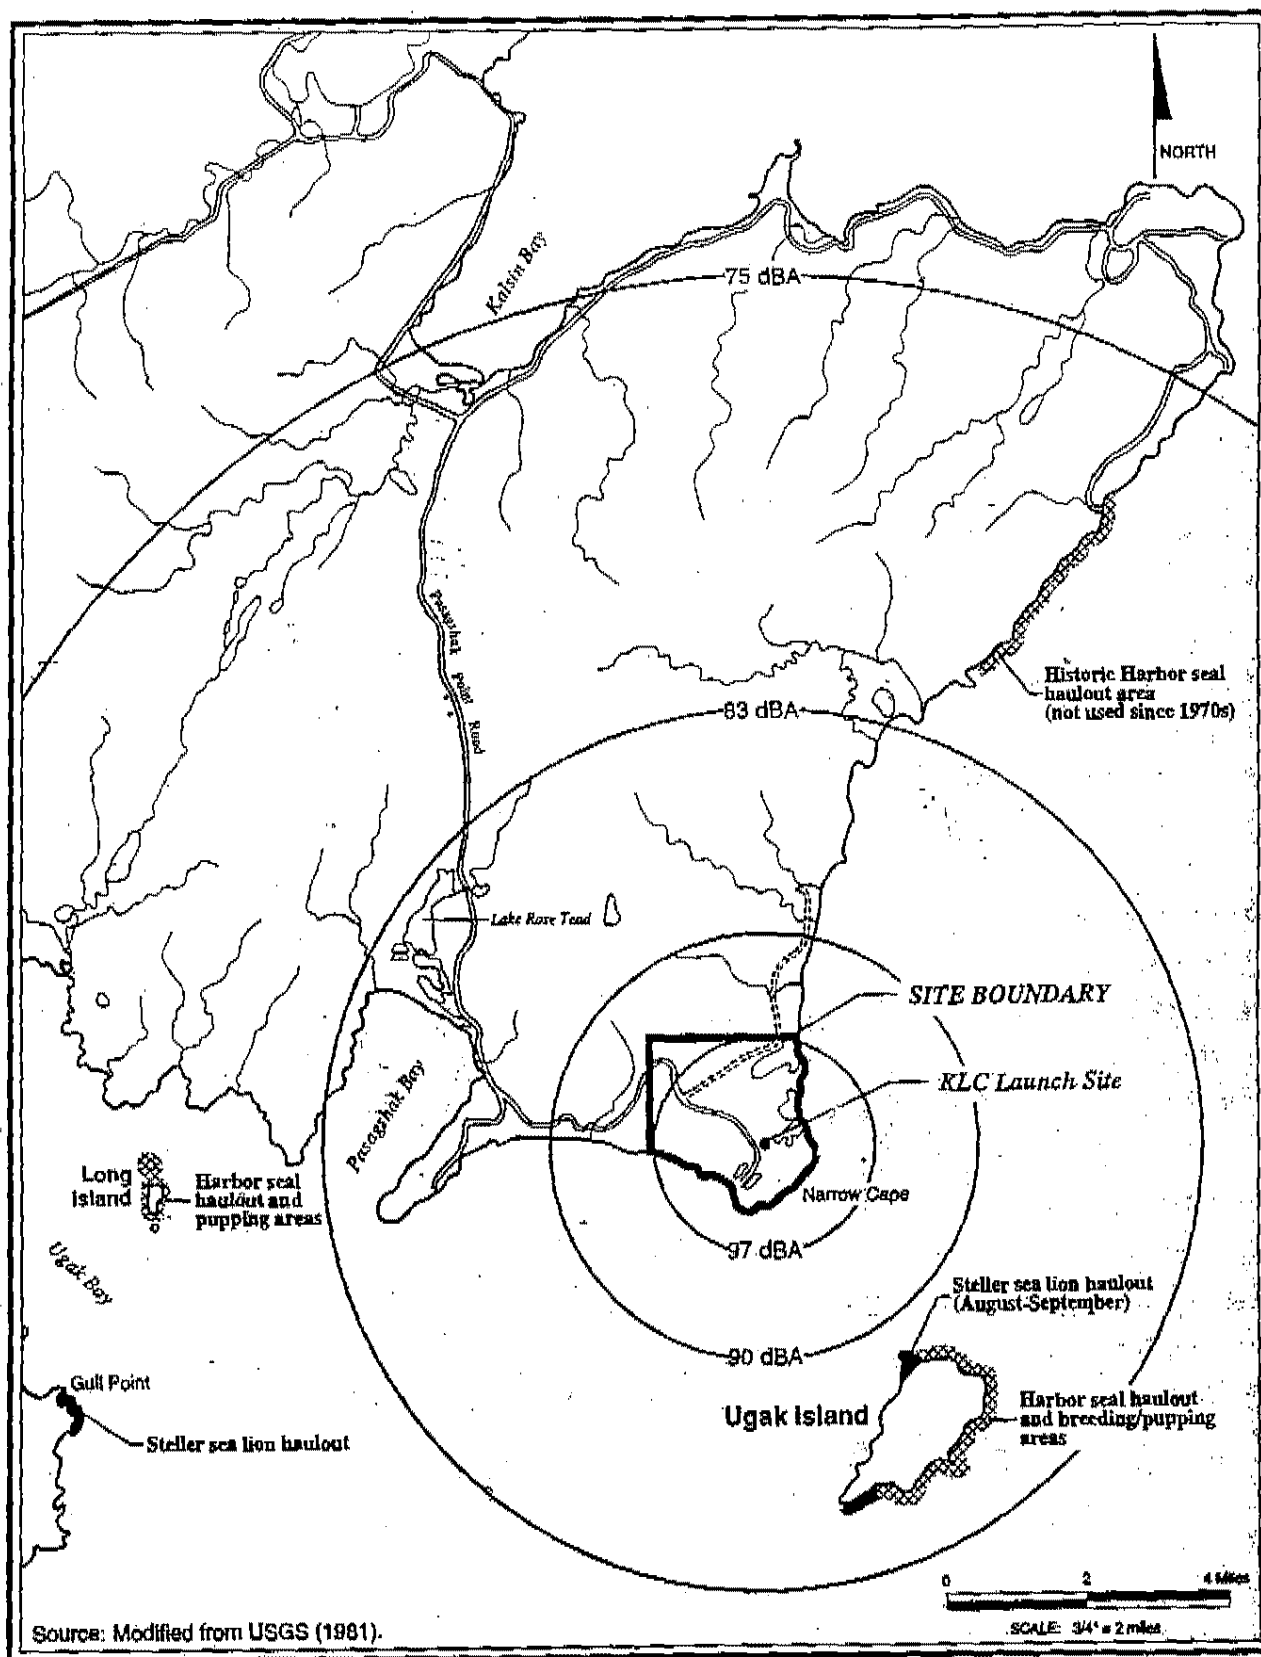 NORTH
Kalsin Bay
75 dBA
Pasagshak Point Road
Historic Harbor seal
haulout area
(not used since 1970s)
83 dBA
Lake Rose Tead
SITE BOUNDARY
KLC Launch Site
Pasagshak Bay
Long
Island
Harbor seal
haulout and
pupping areas
Narrow Cape
97 dBA
Ugak Bay
Steller sea lion haulout
(August-September)
90 dBA
Gull Point
Ugak Island
Harbor seal haulout
and breeding/pupping
areas
Steller sea lion haulout
0 2 4 Miles
SCALE: 3/4" = 2 miles
Source: Modified from USGS (1981).